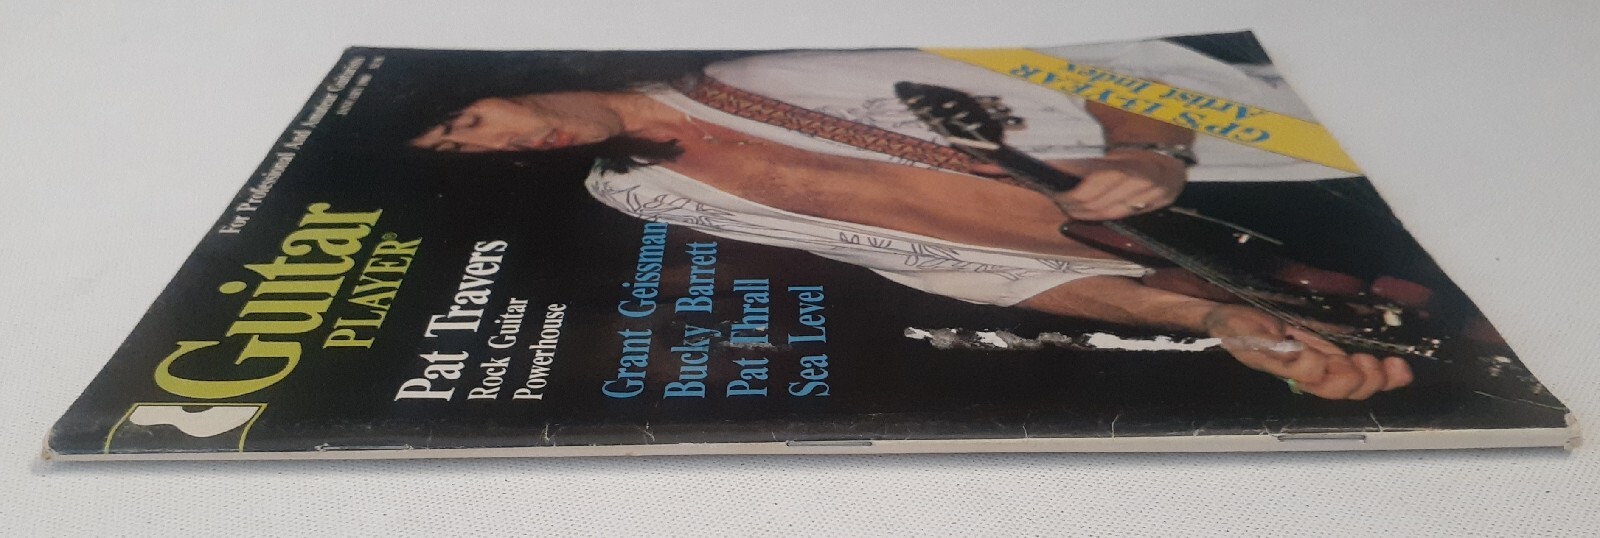 For Professional And Amateur Guitarists
Guitar
PLAYER®
Pat Travers
Rock Guitar
Powerhouse
Grant Geissman
Bucky Barrett
Pat Thrall
Sea Level
GP'S 13-YEAR
Artist Index